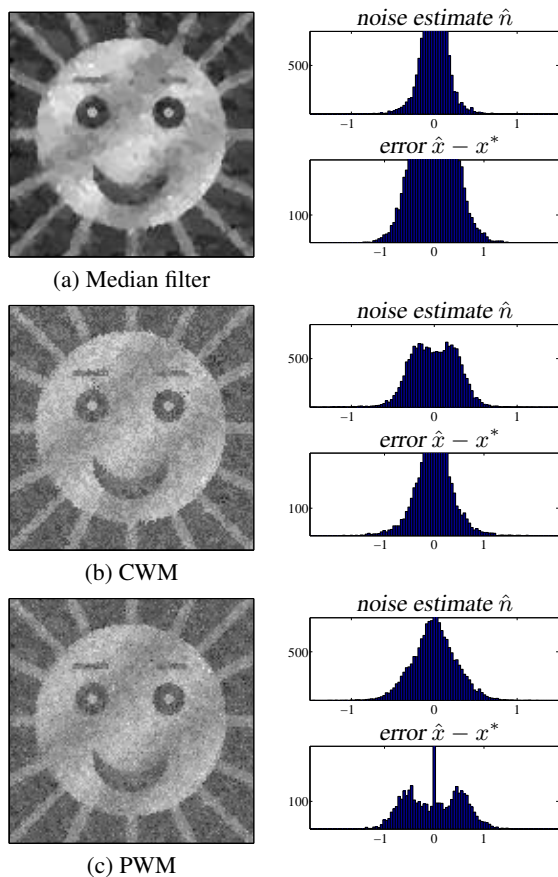 noise estimate n̂
500
−1 0 1
error x̂ − x*
100
−1 0 1
(a) Median filter
noise estimate n̂
500
−1 0 1
error x̂ − x*
100
−1 0 1
(b) CWM
noise estimate n̂
500
−1 0 1
error x̂ − x*
100
−1 0 1
(c) PWM